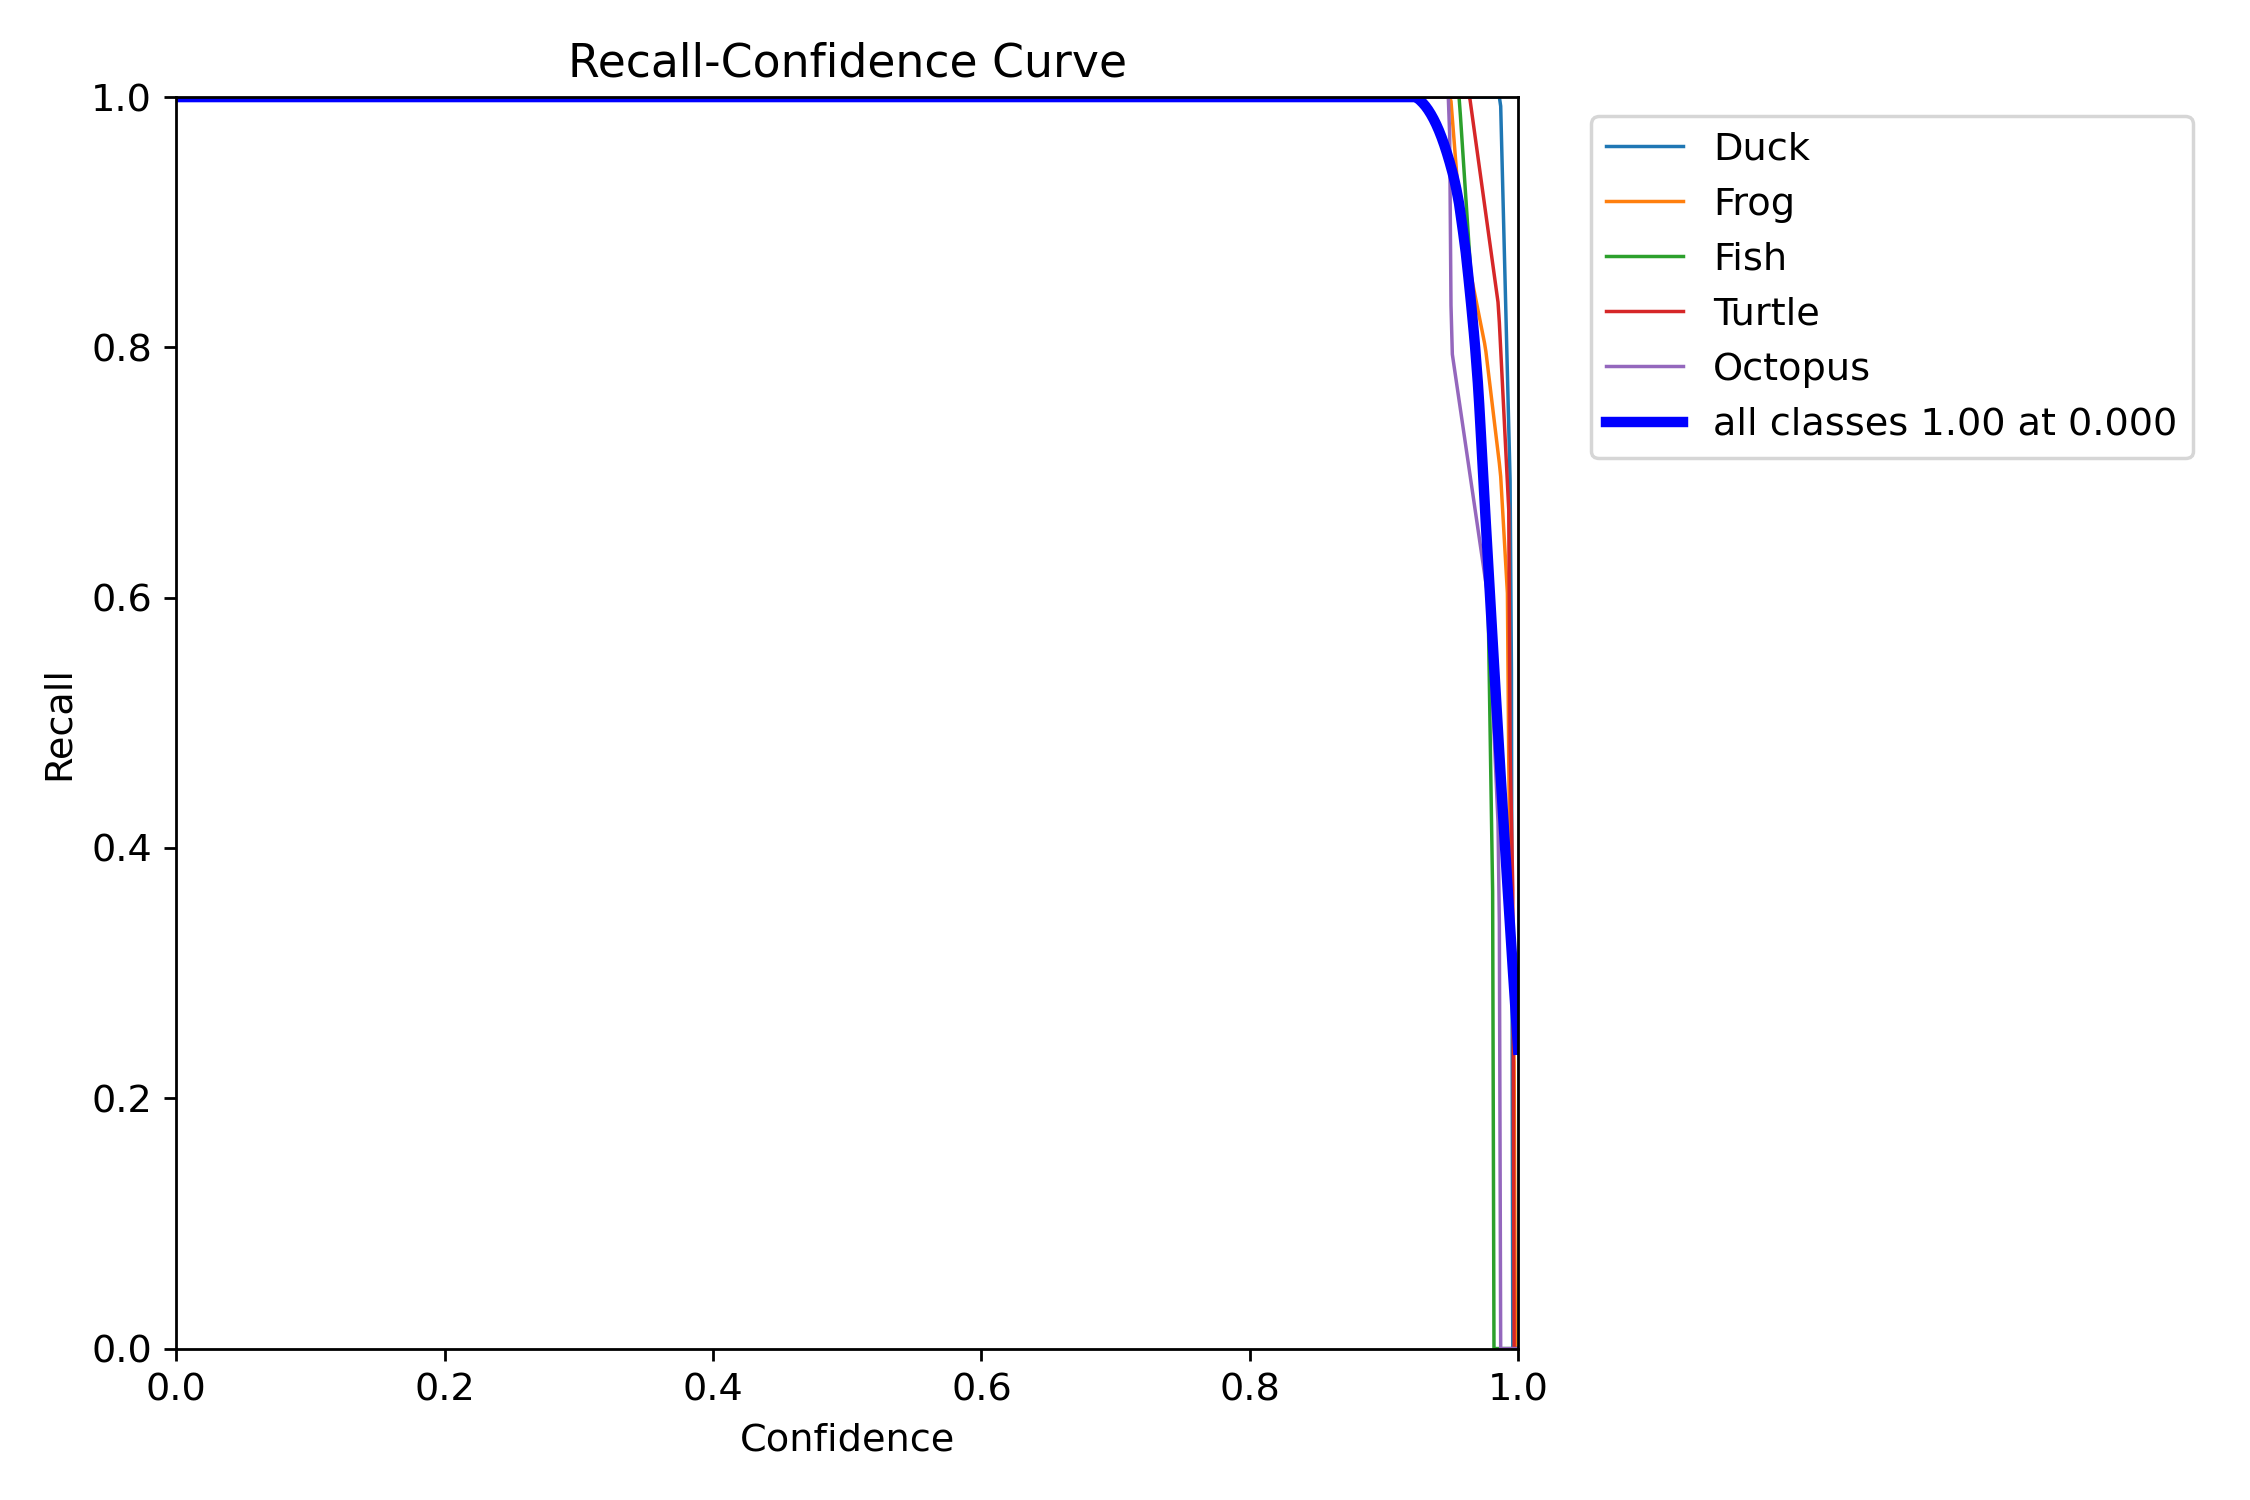 Recall-Confidence Curve
1.0
0.8
0.6
0.4
0.2
0.0
Recall
0.0 0.2 0.4 0.6 0.8 1.0
Confidence
Duck
Frog
Fish
Turtle
Octopus
all classes 1.00 at 0.000